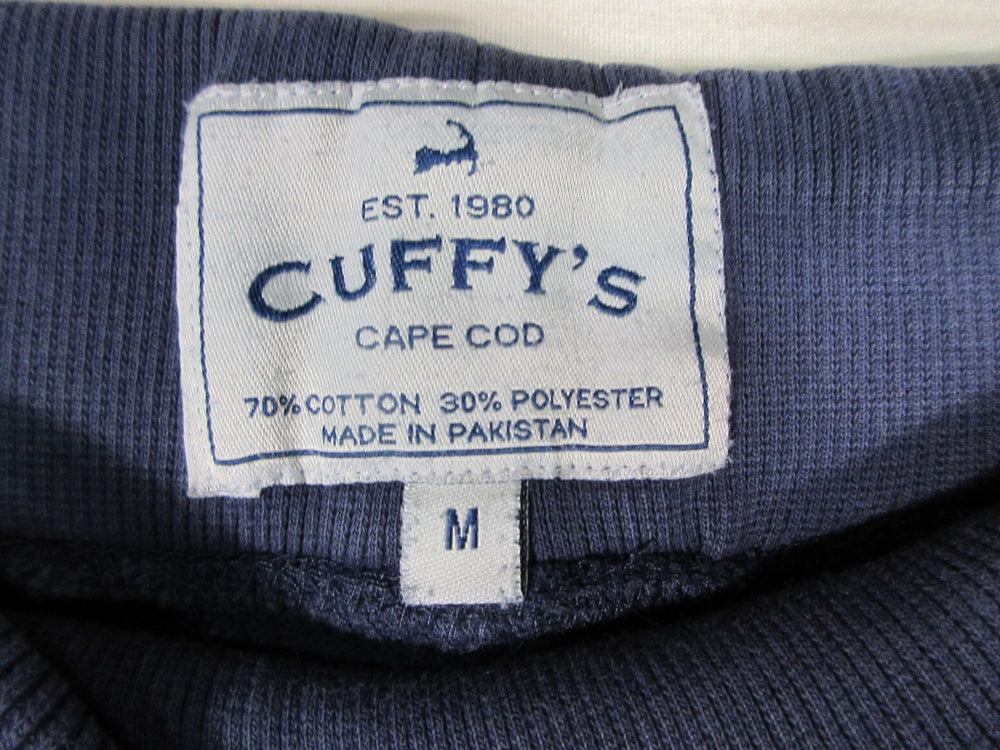 EST. 1980
CUFFY'S
CAPE COD
70% COTTON 30% POLYESTER
MADE IN PAKISTAN
M